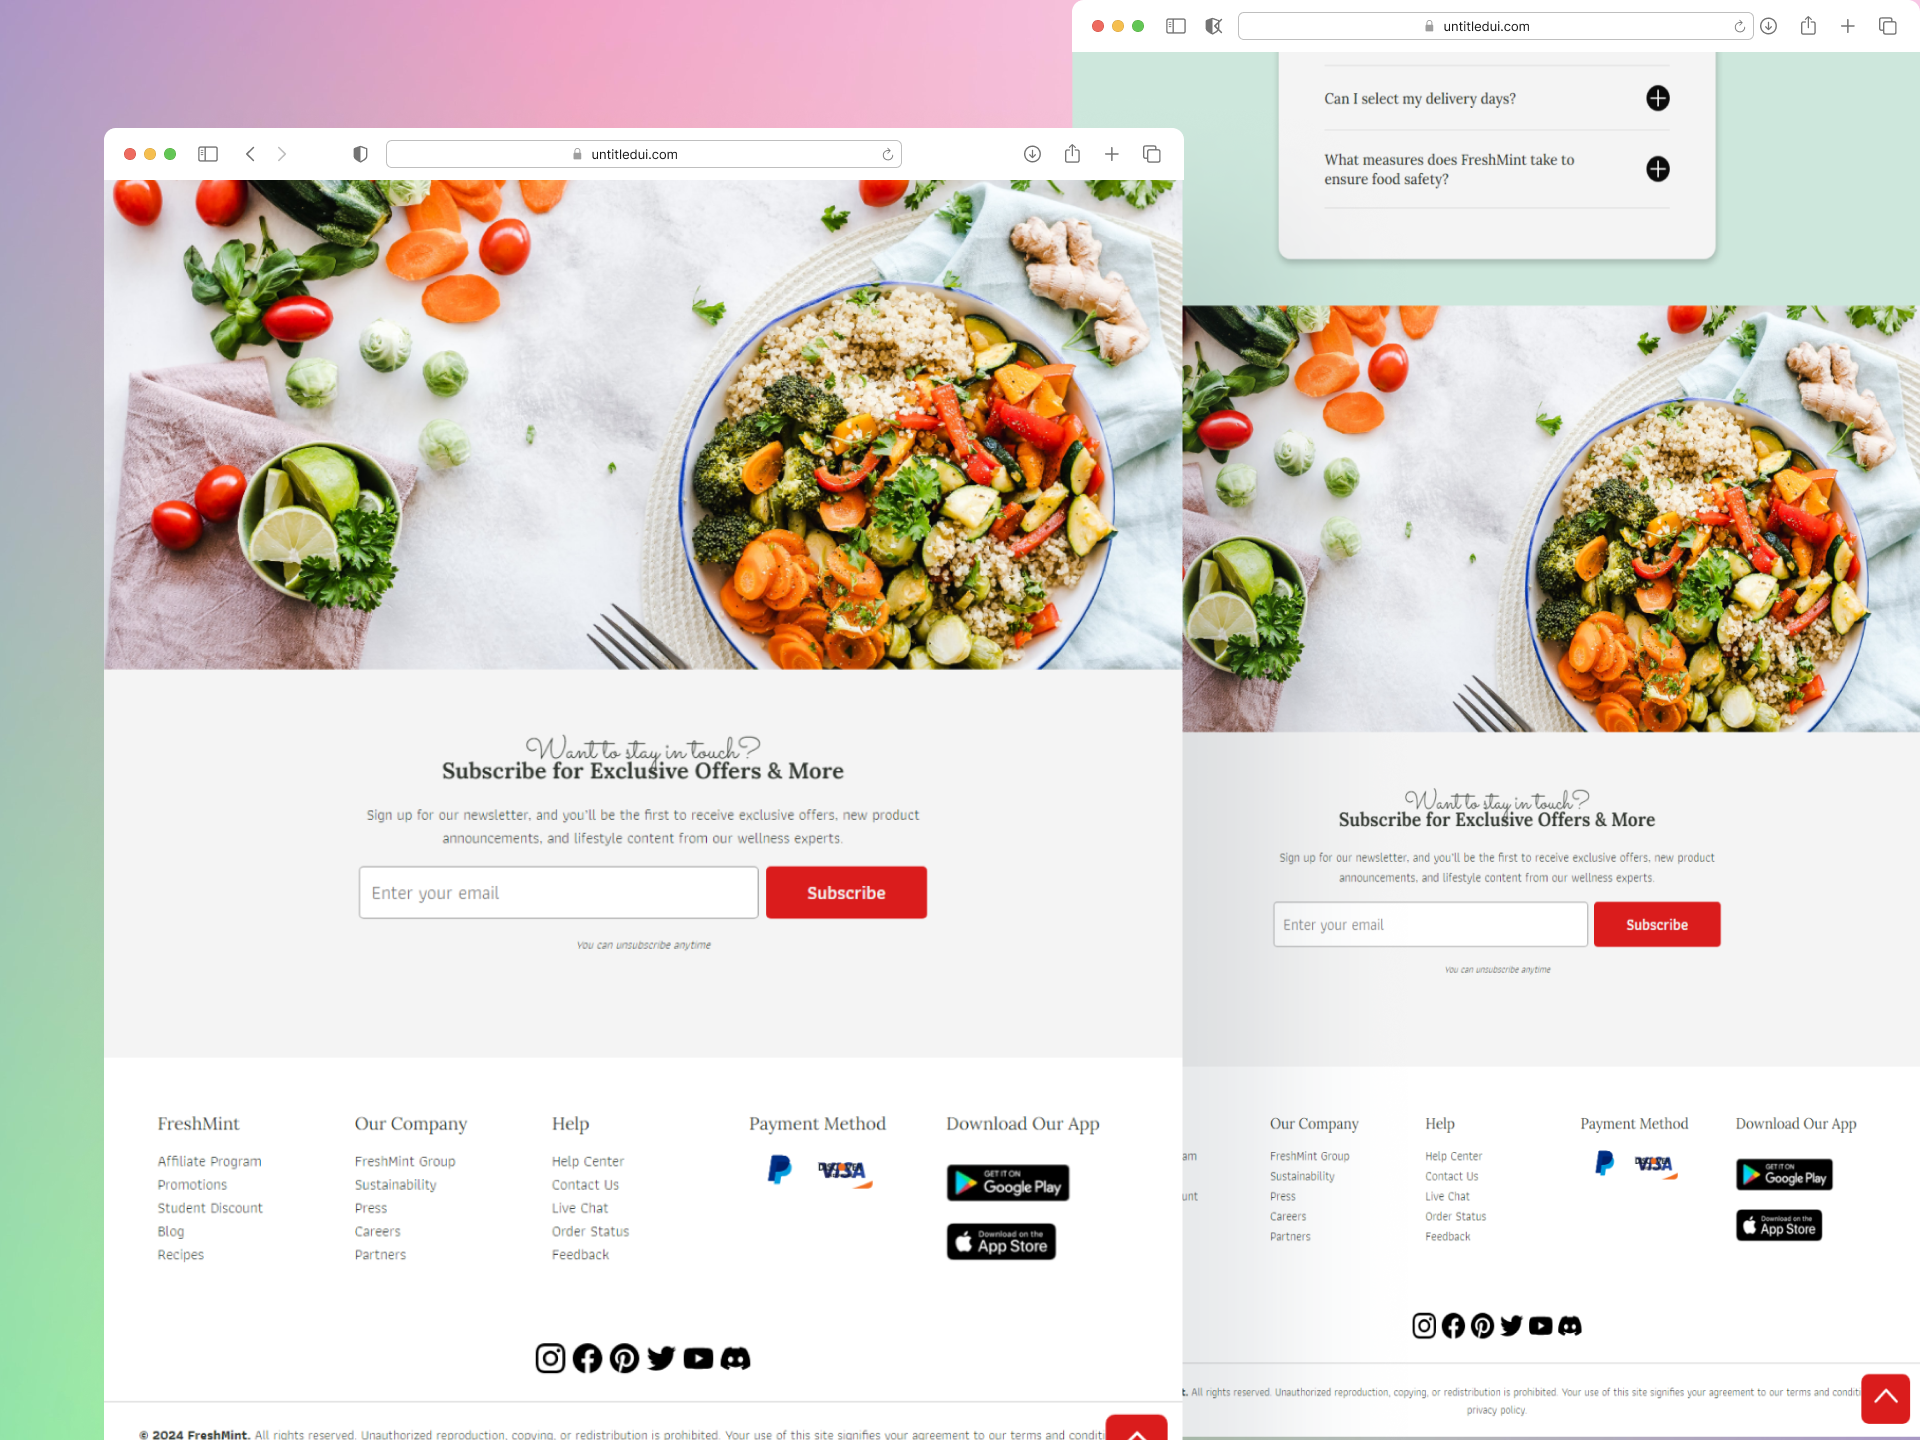 untitledui.com
Can I select my delivery days?
What measures does FreshMint take to
ensure food safety?
untitledui.com
Want to stay in touch?
Subscribe for Exclusive Offers & More
Sign up for our newsletter, and you'll be the first to receive exclusive offers, new product
announcements, and lifestyle content from our wellness experts.
Enter your email
Subscribe
You can unsubscribe anytime
FreshMint
Affiliate Program
Promotions
Student Discount
Blog
Recipes
Our Company
FreshMint Group
Sustainability
Press
Careers
Partners
Help
Help Center
Contact Us
Live Chat
Order Status
Feedback
Payment Method
VISA
Download Our App
GET IT ON
Google Play
Download on the
App Store
© 2024 FreshMint. All rights reserved. Unauthorized reproduction, copying, or redistribution is prohibited. Your use of this site signifies your agreement to our terms and conditi
Want to stay in touch?
Subscribe for Exclusive Offers & More
Sign up for our newsletter, and you'll be the first to receive exclusive offers, new product
announcements, and lifestyle content from our wellness experts.
Enter your email
Subscribe
You can unsubscribe anytime
am
unt
Our Company
FreshMint Group
Sustainability
Press
Careers
Partners
Help
Help Center
Contact Us
Live Chat
Order Status
Feedback
Payment Method
VISA
Download Our App
GET IT ON
Google Play
Download on the
App Store
t. All rights reserved. Unauthorized reproduction, copying, or redistribution is prohibited. Your use of this site signifies your agreement to our terms and conditi
privacy policy.